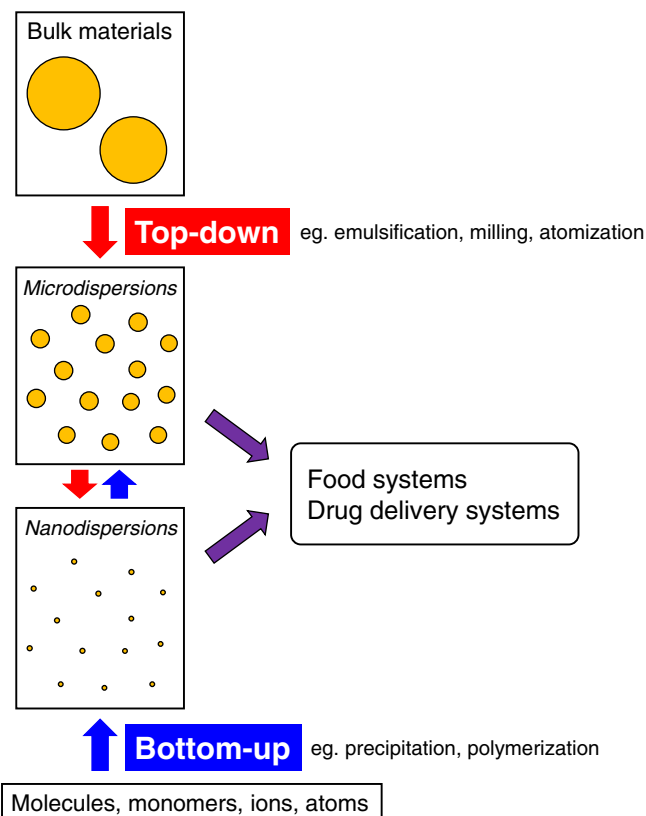 Bulk materials
Top-down
eg. emulsification, milling, atomization
Microdispersions
Food systems
Drug delivery systems
Nanodispersions
Bottom-up
eg. precipitation, polymerization
Molecules, monomers, ions, atoms